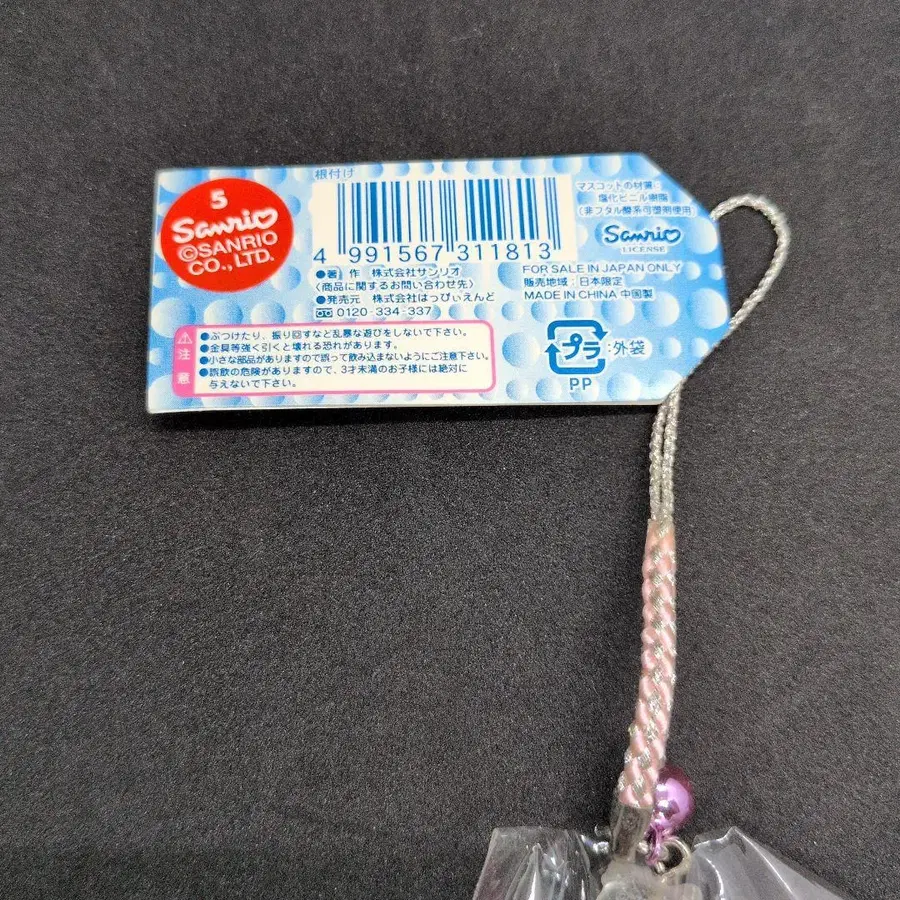 5
Sanrio
©SANRIO
CO., LTD.
根付け
4 991567 311813
●著 作 株式会社サンリオ
〈商品に関するお問い合わせ先〉
●発売元 株式会社はっぴぃえんど
0120-334-337
マスコットの材質:
塩化ビニル樹脂
(非フタル酸系可塑剤使用
Sanrio
LICENSE
FOR SALE IN JAPAN ONLY
販売地域:日本限定
MADE IN CHINA 中国製
注意
●ぶつけたり、振り回すなど乱暴な遊びをしないで下さい。
●金具等強く引くと壊れる恐れがあります。
●小さな部品がありますので誤って飲み込まないようにご注意下さい。
●誤飲の危険がありますので、3才未満のお子様には絶対に
与えないで下さい。
プラ:外袋
PP